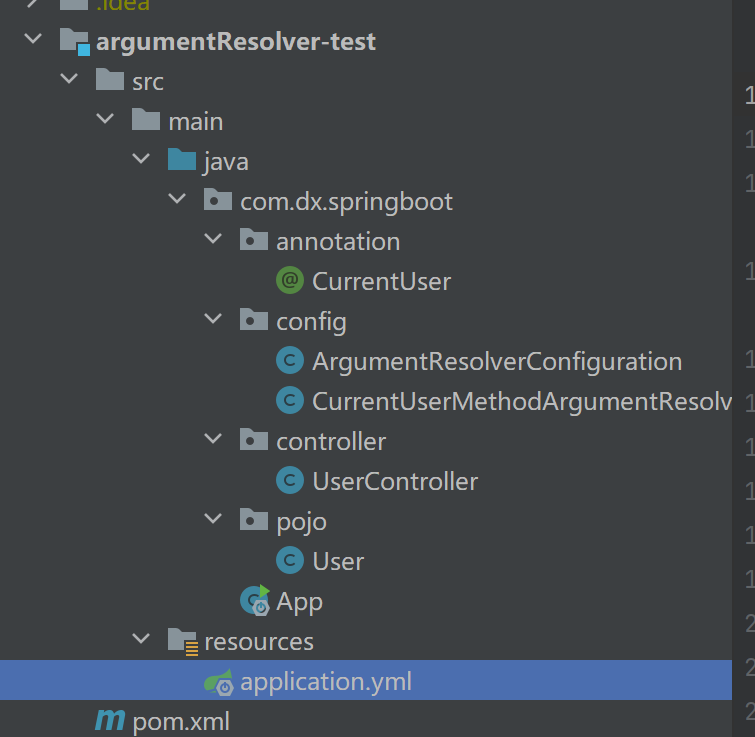 .idea
argumentResolver-test
src
main
java
com.dx.springboot
annotation
@ CurrentUser
config
C ArgumentResolverConfiguration
C CurrentUserMethodArgumentResolv
controller
C UserController
pojo
C User
App
resources
application.yml
m pom.xml